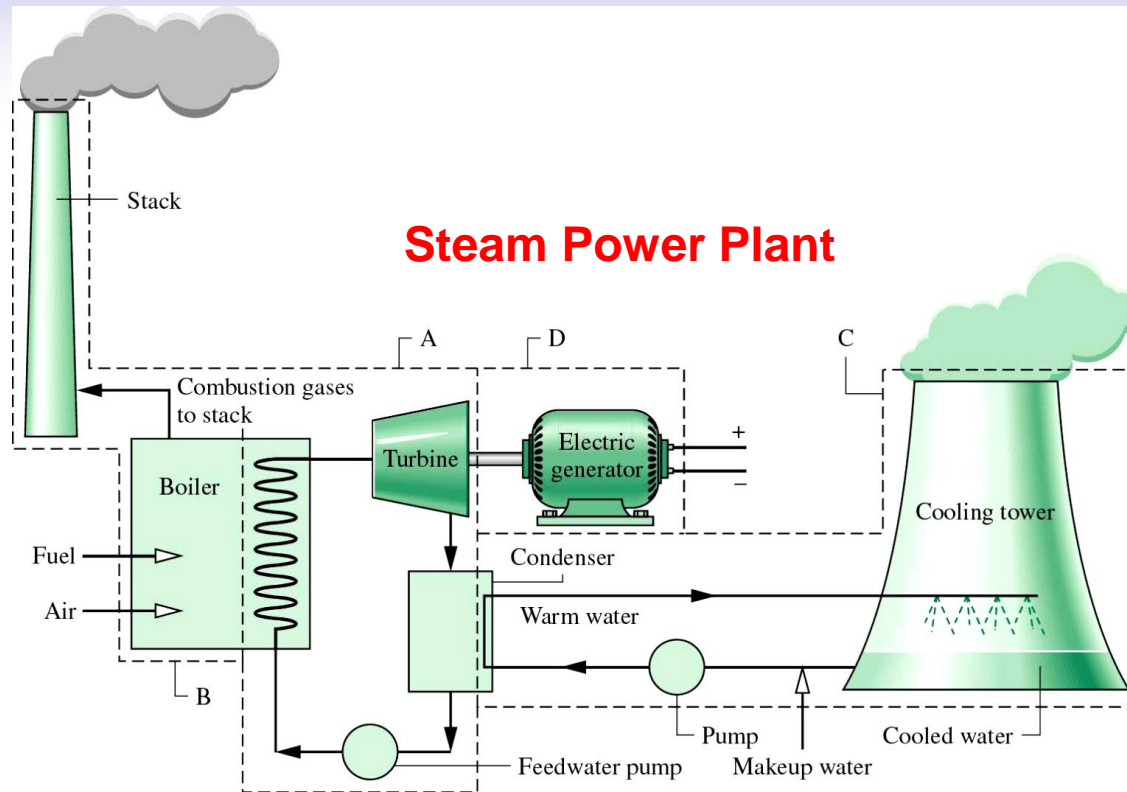 Stack
Steam Power Plant
A
D
C
Combustion gases
to stack
Boiler
Turbine
Electric
generator
+
−
Cooling tower
Fuel
Air
Condenser
Warm water
B
Pump
Cooled water
Feedwater pump
Makeup water